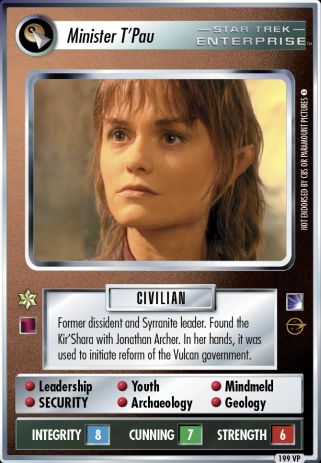 Minister T'Pau
STAR TREK
ENTERPRISE™
NOT ENDORSED BY CBS OR PARAMOUNT PICTURES
CIVILIAN
Former dissident and Syrranite leader. Found the
Kir'Shara with Jonathan Archer. In her hands, it was
used to initiate reform of the Vulcan government.
Leadership Youth Mindmeld
SECURITY Archaeology Geology
INTEGRITY 8 CUNNING 7 STRENGTH 6
199 VP